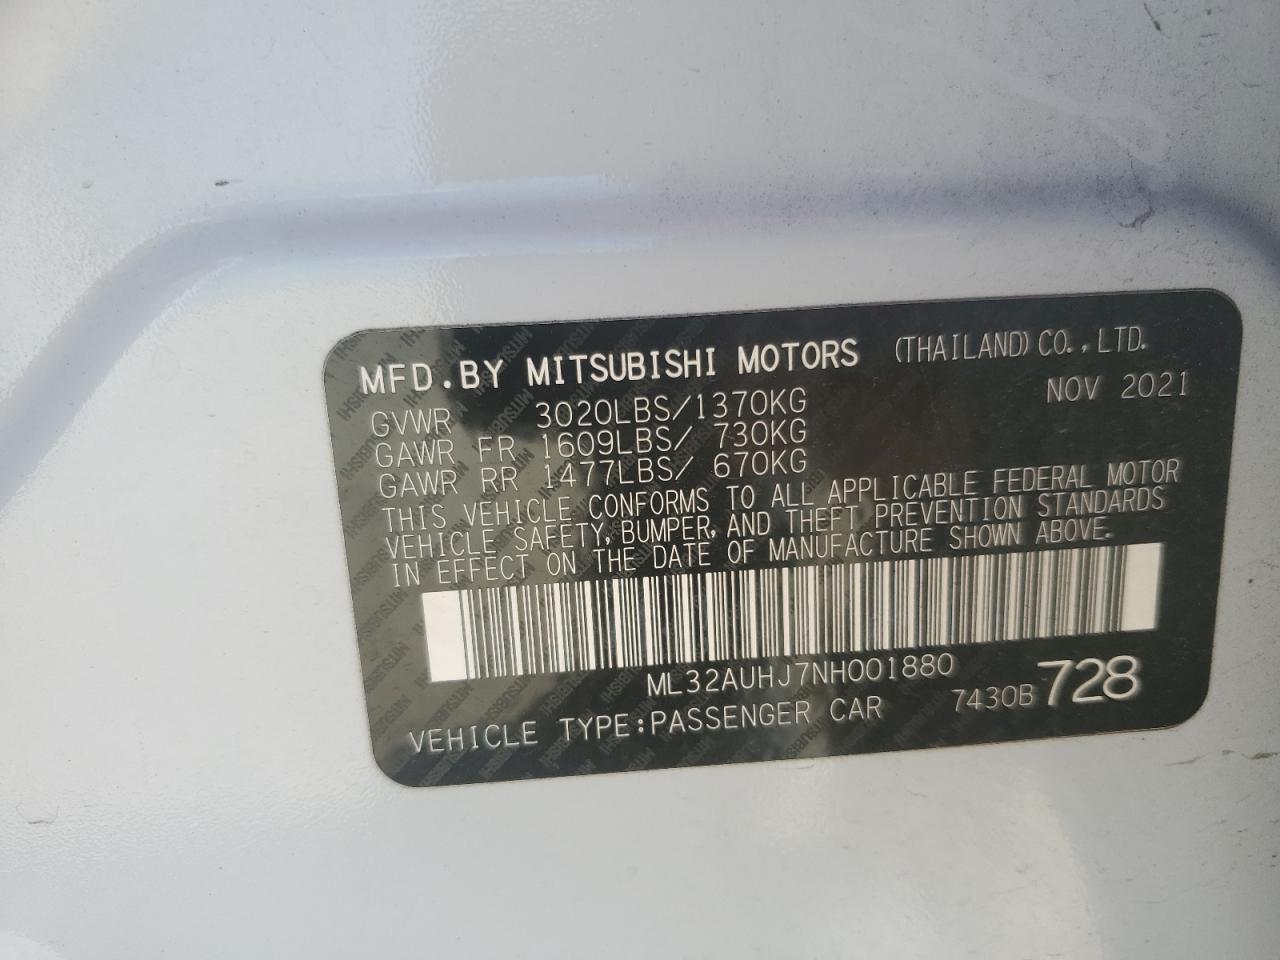 MFD.BY MITSUBISHI MOTORS (THAILAND) CO.,LTD.
NOV 2021
GVWR 3020LBS/1370KG
GAWR FR 1609LBS/ 730KG
GAWR RR 1477LBS/ 670KG
THIS VEHICLE CONFORMS TO ALL APPLICABLE FEDERAL MOTOR
VEHICLE SAFETY, BUMPER, AND THEFT PREVENTION STANDARDS
IN EFFECT ON THE DATE OF MANUFACTURE SHOWN ABOVE.
ML32AUHJ7NH001880
VEHICLE TYPE:PASSENGER CAR 7430B 728